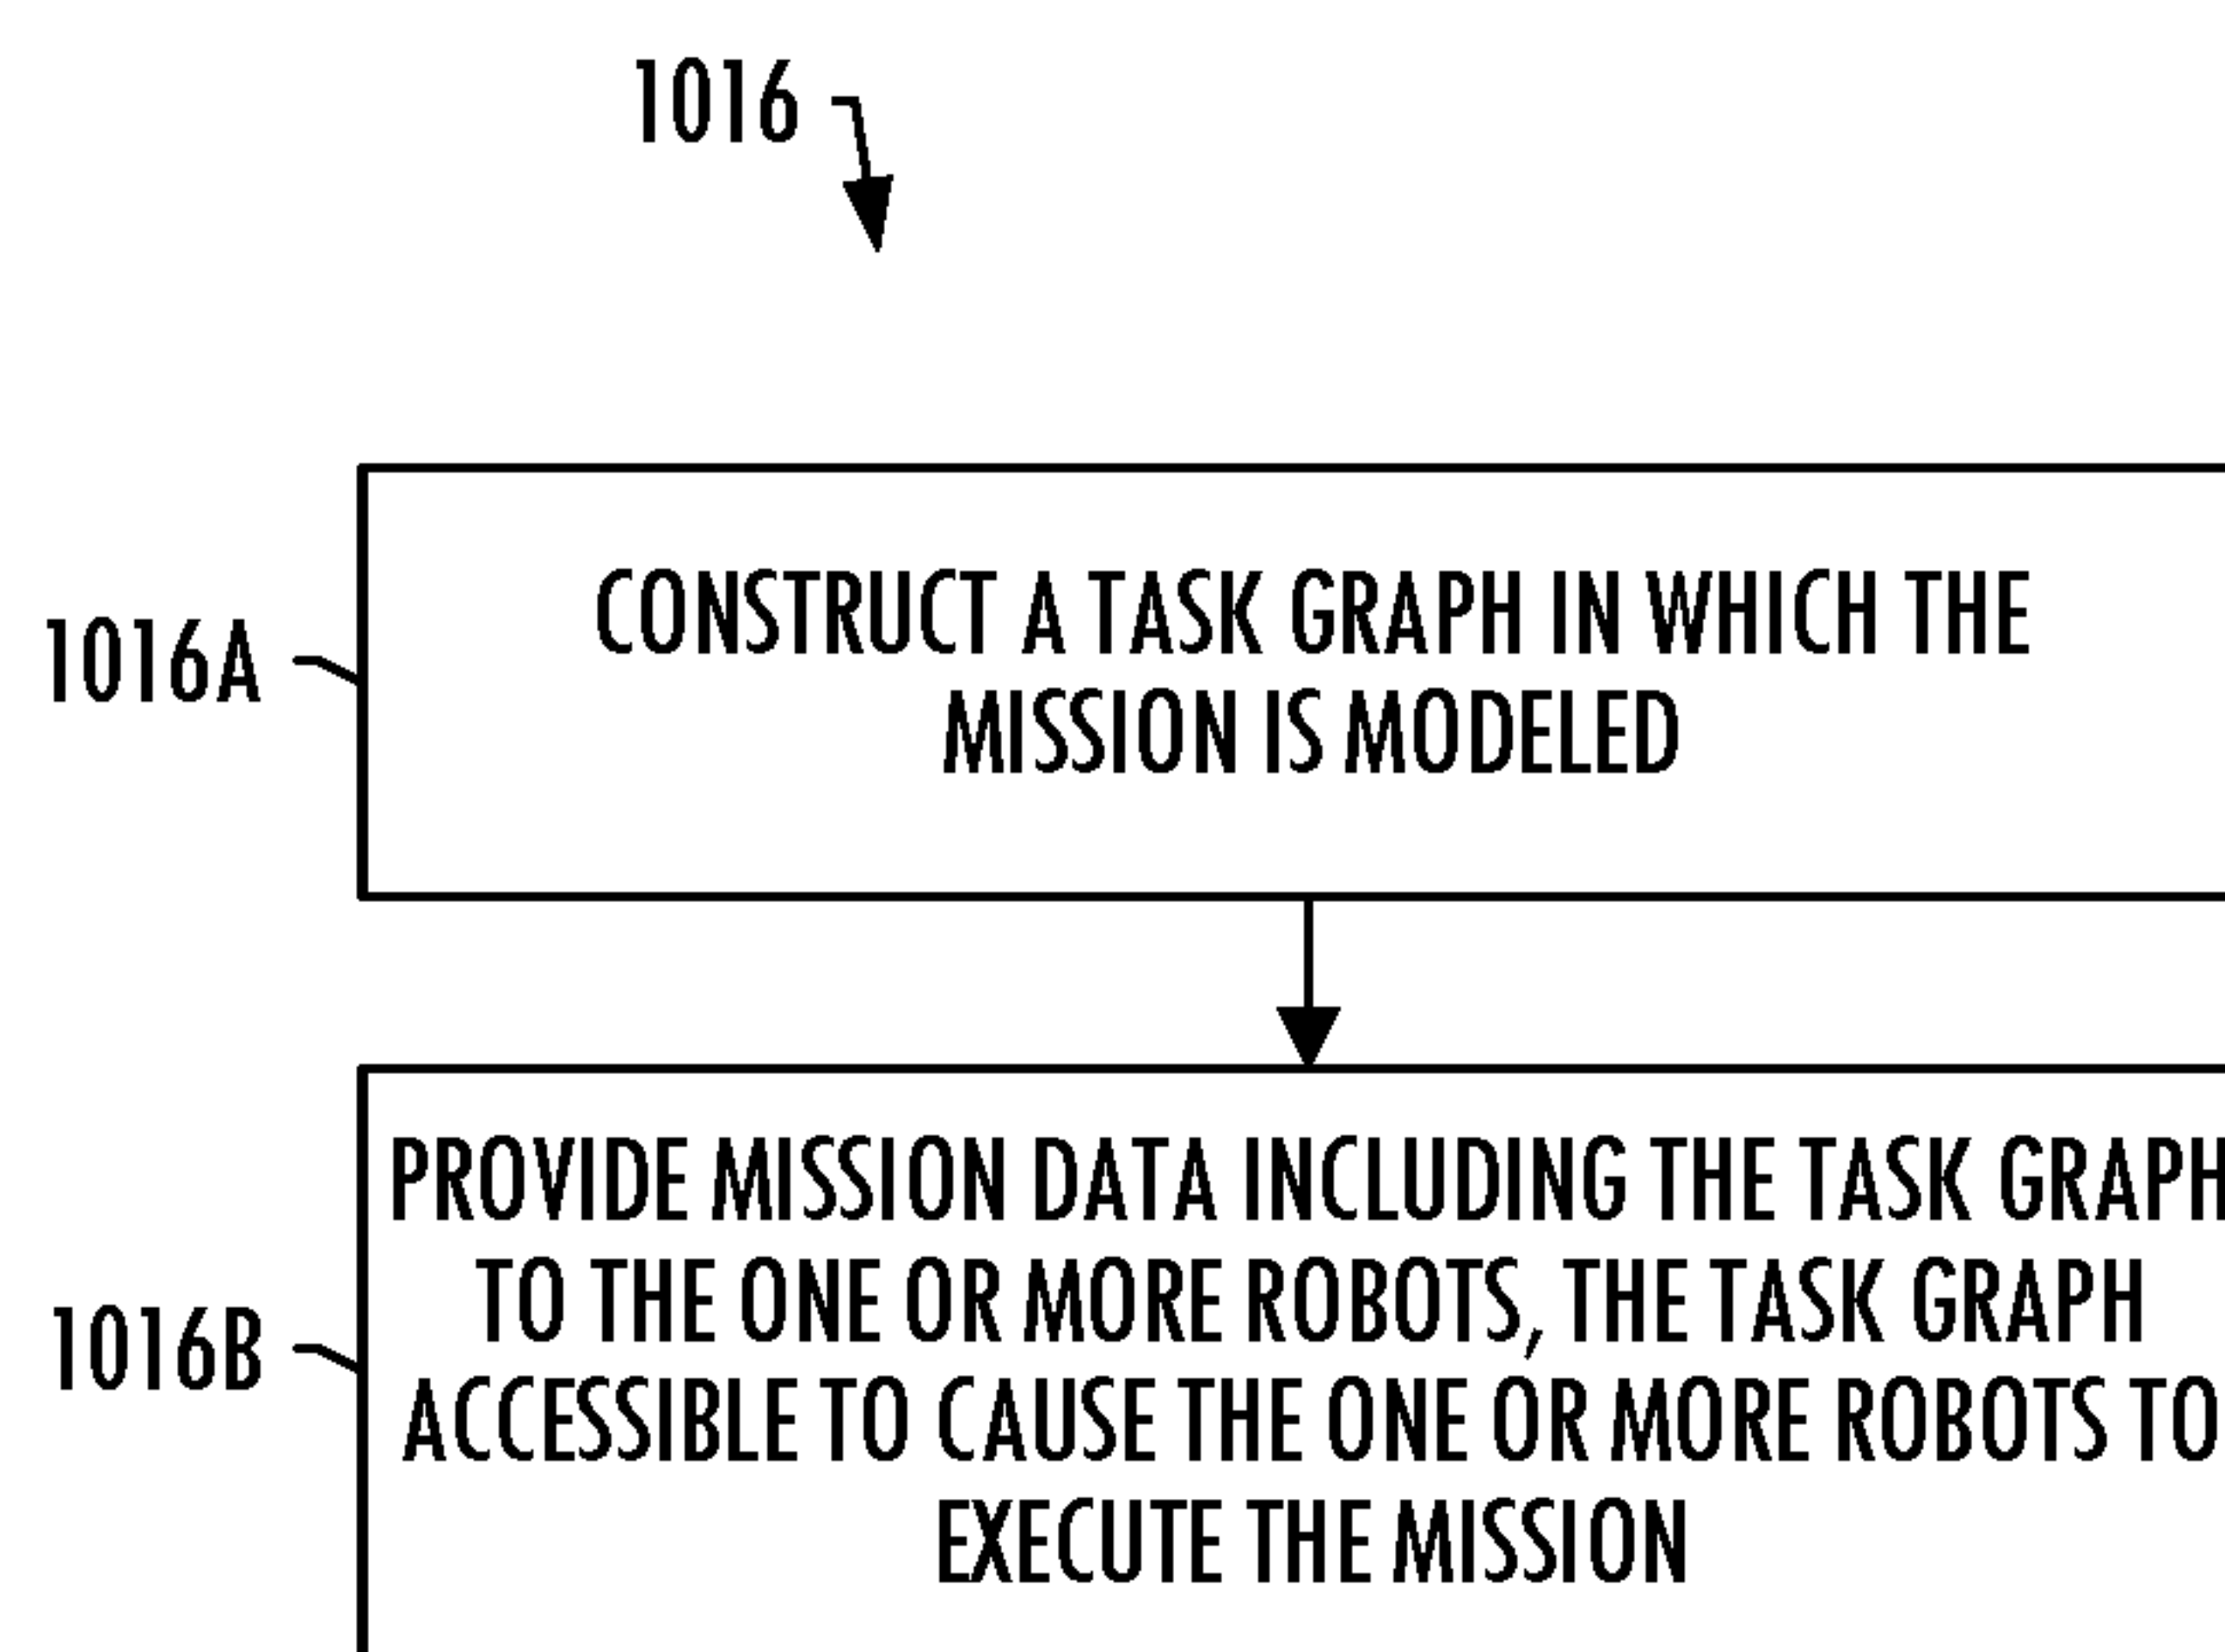 1016
1016A
CONSTRUCT A TASK GRAPH IN WHICH THE
MISSION IS MODELED
1016B
PROVIDE MISSION DATA INCLUDING THE TASK GRAPH
TO THE ONE OR MORE ROBOTS, THE TASK GRAPH
ACCESSIBLE TO CAUSE THE ONE OR MORE ROBOTS TO
EXECUTE THE MISSION